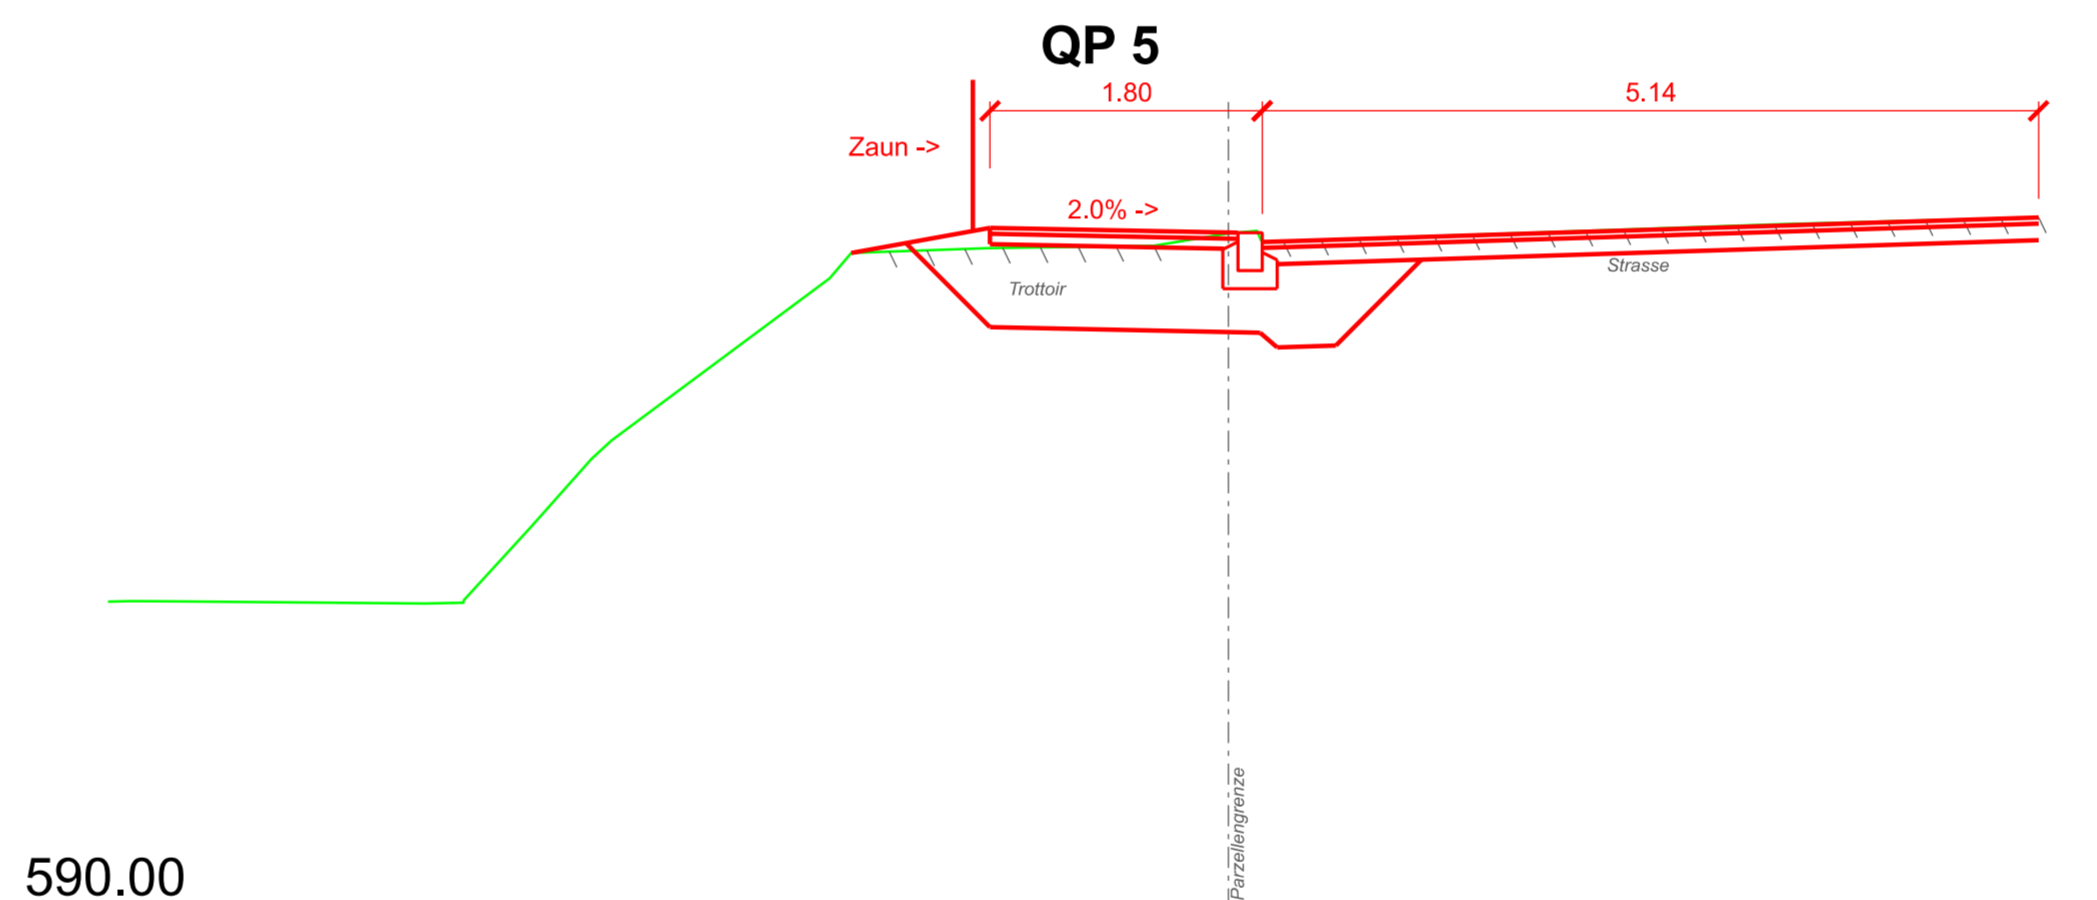 QP 5
1.80
5.14
Zaun ->
2.0% ->
Strasse
Trottoir
Parzellengrenze
590.00